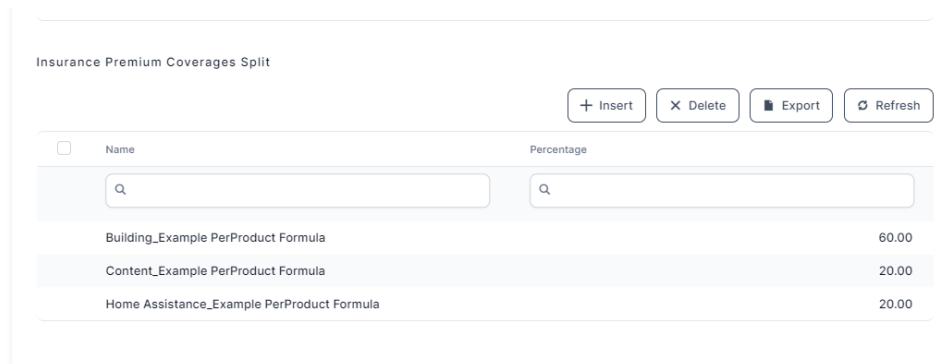 Insurance Premium Coverages Split
Insert Delete Export Refresh
Name Percentage
Building_Example PerProduct Formula 60.00
Content_Example PerProduct Formula 20.00
Home Assistance_Example PerProduct Formula 20.00